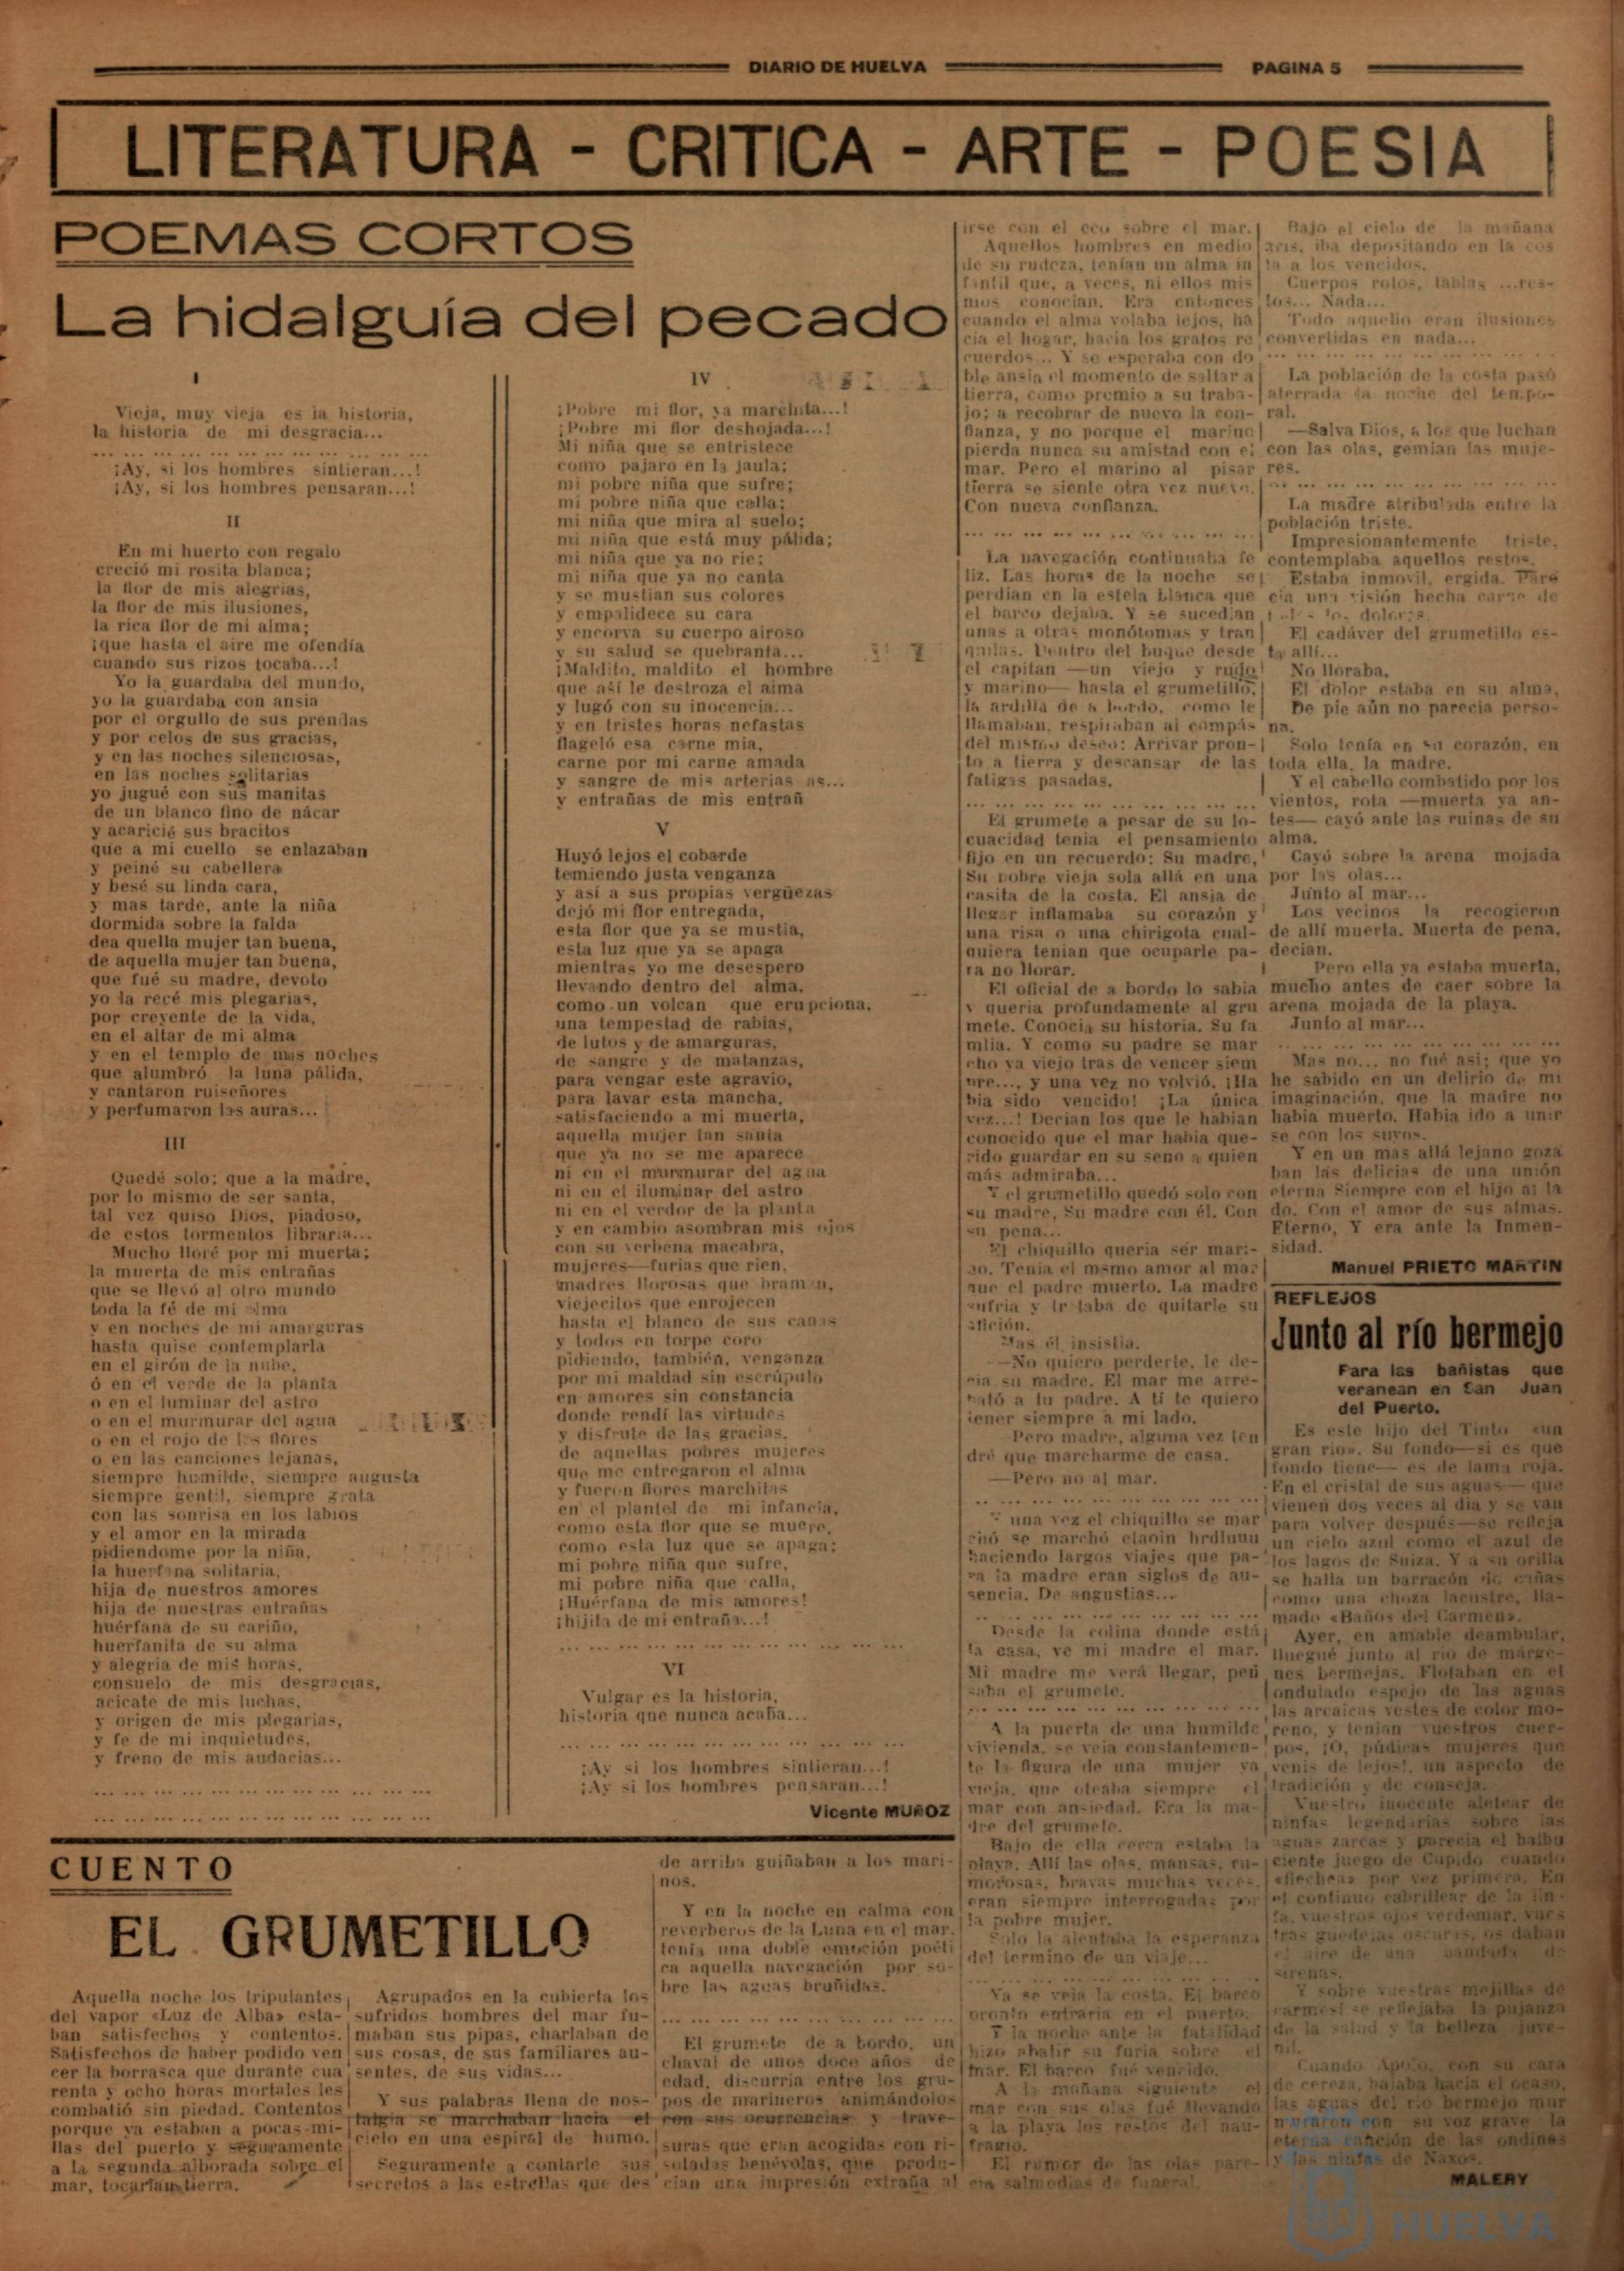 DIARIO DE HUELVA
PAGINA 5
LITERATURA - CRITICA - ARTE - POESIA
POEMAS CORTOS
La hidalguía del pecado
I
Vieja, muy vieja es la historia,
la historia de mi desgracia...
... ... ... ... ... ... ... ... ... ... ...
¡Ay, si los hombres sintieran...!
¡Ay, si los hombres pensaran...!
II
En mi huerto con regalo
creció mi rosita blanca;
la flor de mis alegrias,
la flor de mis ilusiones,
la rica flor de mi alma;
¡que hasta el aire me ofendía
cuando sus rizos tocaba...!
Yo la guardaba del mundo,
yo la guardaba con ansia
por el orgullo de sus prendas
y por celos de sus gracias,
y en las noches silenciosas,
en las noches solitarias
yo jugué con sus manitas
de un blanco fino de nácar
y acaricié sus bracitos
que a mi cuello se enlazaban
y peiné su cabellera
y besé su linda cara,
y mas tarde, ante la niña
dormida sobre la falda
dea quella mujer tan buena,
de aquella mujer tan buena,
que fué su madre, devoto
yo la recé mis plegarias,
por creyente de la vida,
en el altar de mi alma
y en el templo de mis noches
que alumbró la luna pálida,
y cantaron ruiseñores
y perfumaron las auras...
III
Quedé solo; que a la madre,
por lo mismo de ser santa,
tal vez quiso Dios, piadoso,
de estos tormentos libraria...
Mucho lloré por mi muerta;
la muerta de mis entrañas
que se llevó al otro mundo
toda la fé de mi alma
y en noches de mi amarguras
hasta quise contemplarla
en el girón de la nube,
ó en el verde de la planta
o en el luminar del astro
o en el murmurar del agua
o en el rojo de las flores
o en las canciones lejanas,
siempre humilde, siempre augusta
siempre gentil, siempre grata
con las sonrisa en los labios
y el amor en la mirada
pidiendome por la niña,
la huerfana solitaria,
hija de nuestros amores
hija de nuestras entrañas
huérfana de su cariño,
huerfanita de su alma
y alegria de mis horas,
consuelo de mis desgracias,
acicate de mis luchas,
y origen de mis plegarias,
y fe de mi inquietudes,
y freno de mis audacias...
... ... ... ... ... ... ... ... ... ... ...
... ... ... ... ... ... ... ... ... ... ...
IV
¡Pobre mi flor, ya marchita...!
¡Pobre mi flor deshojada...!
Mi niña que se entristece
como pajaro en la jaula;
mi pobre niña que sufre;
mi pobre niña que calla;
mi niña que mira al suelo;
mi niña que está muy pálida;
mi niña que ya no rie;
mi niña que ya no canta
y se mustian sus colores
y empalidece su cara
y encorva su cuerpo airoso
y su salud se quebranta...
¡Maldito, maldito el hombre
que así le destroza el alma
y jugó con su inocencia...
y en tristes horas nefastas
flageló esa carne mia,
carne por mi carne amada
y sangre de mis arterias as...
y entrañas de mis entrañ
V
Huyó lejos el cobarde
temiendo justa venganza
y así a sus propias vergüezas
dejó mi flor entregada,
esta flor que ya se mustia,
esta luz que ya se apaga
mientras yo me desespero
llevando dentro del alma,
como un volcan que erupciona,
una tempestad de rabias,
de lutos y de amarguras,
de sangre y de matanzas,
para vengar este agravio,
para lavar esta mancha,
satisfaciendo a mi muerta,
aquella mujer tan santa
que ya no se me aparece
ni en el murmurar del agua
ni en el iluminar del astro
ni en el verdor de la planta
y en cambio asombran mis ojos
con su verbena macabra,
mujeres—furias que rien,
madres llorosas que braman,
viejecitos que enrojecen
hasta el blanco de sus canas
y todos en torpe coro
pidiendo, también, venganza
por mi maldad sin escrúpulo
en amores sin constancia
donde rendí las virtudes
y disfrute de las gracias,
de aquellas pobres mujeres
que me entregaron el alma
y fueron flores marchitas
en el plantel de mi infancia,
como esta flor que se muere,
como esta luz que se apaga;
mi pobre niña que sufre,
mi pobre niña que calla,
¡Huérfana de mis amores!
¡hijita de mi entraña...!
... ... ... ... ... ... ... ... ... ... ...
VI
Vulgar es la historia,
historia que nunca acaba...
... ... ... ... ... ... ... ... ... ... ...
¡Ay si los hombres sintieran...!
¡Ay si los hombres pensaran...!
Vicente MUÑOZ
CUENTO
EL GRUMETILLO
Aquella noche los tripulantes
del vapor «Luz de Alba» esta-
ban satisfechos y contentos.
Satisfechos de haber podido ven
cer la borrasca que durante cua
renta y ocho horas mortales les
combatió sin piedad. Contentos
porque ya estaban a pocas mi-
llas del puerto y seguramente
a la segunda alborada sobre el
mar, tocarían tierra.
Agrupados en la cubierta los
sufridos hombres del mar fu-
maban sus pipas, charlaban de
sus cosas, de sus familiares au-
sentes, de sus vidas...
Y sus palabras llena de nos-
talgia se marchaban hacia el
cielo en una espiral de humo.
Seguramente a contarle sus
secretos a las estrellas que des
de arriba guiñaban a los mari-
nos.
Y en la noche en calma con
reverberos de la Luna en el mar.
tenía una doble emoción poéti
ca aquella navegación por so-
bre las aguas bruñidas.
... ... ... ... ... ... ... ... ... ...
El grumete de a bordo, un
chaval de unos doce años de
edad, discurria entre los gru-
pos de marineros animándolos
con sus ocurrencias y trave-
suras que eran acogidas con ri-
sotadas benévolas, que produ-
cian una impresión extraña al
irse con el eco sobre el mar.
Aquellos hombres en medio
de su rudeza, tenían un alma in
fantil que, a veces, ni ellos mis
mos conocian. Era entonces
cuando el alma volaba lejos, ha
cia el hogar, hacia los gratos re
cuerdos... Y se esperaba con do
ble ansia el momento de saltar a
tierra, como premio a su traba-
jo; a recobrar de nuevo la con-
fianza, y no porque el marino
pierda nunca su amistad con el
mar. Pero el marino al pisar
tierra se siente otra vez nuevo.
Con nueva confianza.
... ... ... ... ... ... ... ... ... ...
La navegación continuaba fe
liz. Las horas de la noche se
perdian en la estela blanca que
el barco dejaba. Y se sucedian
unas a otras monótomas y tran
quilas. Dentro del buque desde
el capitan —un viejo y rudo
y marino— hasta el grumetillo,
la ardilla de a bordo, como le
llamaban, respiraban al compás
del mismo deseo: Arrivar pron-
to a tierra y descansar de las
fatigas pasadas.
... ... ... ... ... ... ... ... ... ...
El grumete a pesar de su lo-
cuacidad tenia el pensamiento
fijo en un recuerdo: Su madre,
Su pobre vieja sola allá en una
casita de la costa. El ansia de
llegar inflamaba su corazón y
una risa o una chirigota cual-
quiera tenian que ocuparle pa-
ra no llorar.
El oficial de a bordo lo sabia
y queria profundamente al gru
mete. Conocia su historia. Su fa
milia. Y como su padre se mar
cho ya viejo tras de vencer siem
pre..., y una vez no volvió. ¡Ha
bia sido vencido! ¡La única
vez...! Decian los que le habian
conocido que el mar habia que-
rido guardar en su seno a quien
más admiraba...
Y el grumetillo quedó solo con
su madre, Su madre con él. Con
su pena...
El chiquillo queria ser mari-
no. Tenia el mismo amor al mar
que el padre muerto. La madre
sufria y trataba de quitarle su
afición.
Mas él insistia.
—No quiero perderte, le de-
cia su madre. El mar me arre-
bató a tu padre. A tí te quiero
tener siempre a mi lado.
—Pero madre, alguna vez ten
dré que marcharme de casa.
—Pero no al mar.
... ... ... ... ... ... ... ... ... ...
Y una vez el chiquillo se mar
chó se marchó etaoin hrdluuu
haciendo largos viajes que pa-
ra la madre eran siglos de au-
sencia. De angustias...
... ... ... ... ... ... ... ... ... ...
Desde la colina donde está
la casa, ve mi madre el mar.
Mi madre me verá llegar, pen
saba el grumete.
... ... ... ... ... ... ... ... ... ...
A la puerta de una humilde
vivienda, se veia constantemen-
te la figura de una mujer ya
vieja, que oteaba siempre el
mar con ansiedad. Era la ma-
dre del grumete.
Bajo de ella cerca estaba la
playa. Allí las olas, mansas, ru-
morosas, bravas muchas veces,
eran siempre interrogadas por
la pobre mujer.
Solo la alentaba la esperanza
del termino de un viaje...
... ... ... ... ... ... ... ... ... ...
Ya se veia la costa. El barco
pronto entraria en el puerto.
Y la noche ante la fatalidad
hizo abatir su furia sobre el
mar. El barco fué vencido.
A la mañana siguiente el
mar con sus olas fué llevando
a la playa los restos del nau-
fragio.
El rumor de las olas pare-
cia salmodias de funeral.
Bajo el cielo de la mañana
gris, iba depositando en la cos
ta a los vencidos.
Cuerpos rotos, tablas ...res-
tos... Nada...
Todo aquello eran ilusiones
convertidas en nada...
... ... ... ... ... ... ... ... ... ...
La población de la costa pasó
aterrada la noche del tempo-
ral.
—Salva Dios, a los que luchan
con las olas, gemian las muje-
res.
... ... ... ... ... ... ... ... ... ...
La madre atribulada entre la
población triste.
Impresionantemente triste,
contemplaba aquellos restos.
Estaba inmovil, ergida. Pare
cia una visión hecha carne de
dolores.
El cadáver del grumetillo es-
ta allí...
No lloraba.
El dolor estaba en su alma,
De pie aún no parecia perso-
na.
Solo tenía en su corazón, en
toda ella, la madre.
Y el cabello combatido por los
vientos, rota —muerta ya an-
tes— cayó ante las ruinas de su
alma.
Cayó sobre la arena mojada
por las olas...
Junto al mar...
Los vecinos la recogieron
de allí muerta. Muerta de pena,
decian.
Pero ella ya estaba muerta,
mucho antes de caer sobre la
arena mojada de la playa.
Junto al mar...
... ... ... ... ... ... ... ... ... ...
Mas no... no fué así; que yo
he sabido en un delirio de mi
imaginación, que la madre no
habia muerto. Habia ido a unir
se con los suyos.
Y en un mas allá lejano goza
ban las delicias de una unión
eterna Siempre con el hijo al la
do. Con el amor de sus almas.
Eterno, Y era ante la Inmen-
sidad.
Manuel PRIETO MARTIN
REFLEJOS
Junto al río bermejo
Para las bañistas que
veranean en San Juan
del Puerto.
Es este hijo del Tinto «un
gran rio». Su fondo—si es que
fondo tiene— es de lama roja.
En el cristal de sus aguas— que
vienen dos veces al dia y se van
para volver después—se refleja
un cielo azul como el azul de
los lagos de Suiza. Y a su orilla
se halla un barracón de cañas
como una choza lacustre, lla-
mado «Baños del Carmen».
Ayer, en amable deambular,
lluegué junto al rio de márge-
nes bermejas. Flotaban en el
ondulado espejo de las aguas
las arcaicas vestes de color mo-
reno, y tenian vuestros cuer-
pos, ¡O, púdicas mujeres que
venis de lejos!, un aspecto de
tradición y de conseja.
Vuestro inocente aletear de
ninfas legendarias sobre las
aguas zarcas y parecia el balbu
ciente juego de Cupido cuando
«flechea» por vez primera. En
el continuo cabrillear de la lin-
fa, vuestros ojos verdemar, vues
tras guedejas oscuras, os daban
el aire de una bandada de
sirenas.
Y sobre vuestras mejillas de
carmesí se reflejaba la pujanza
de la salud y la belleza juve-
nil.
Cuando Apolo, con su cara
de cereza, bajaba hacia el ocaso,
las aguas del rio bermejo mur
muraron con su voz grave la
eterna canción de las ondinas
y las ninfas de Naxos.
MALERY
HUELVA